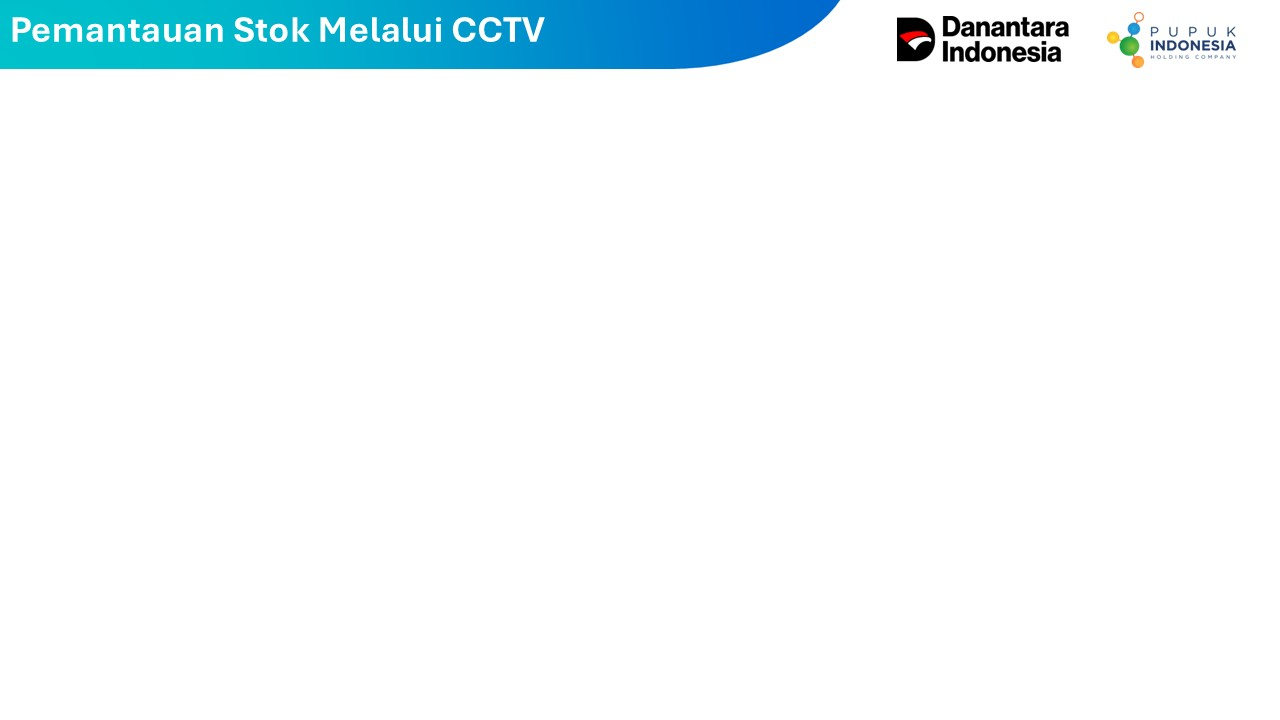 Pemantauan Stok Melalui CCTV
Danantara
Indonesia
PUPUK
INDONESIA
HOLDING COMPANY